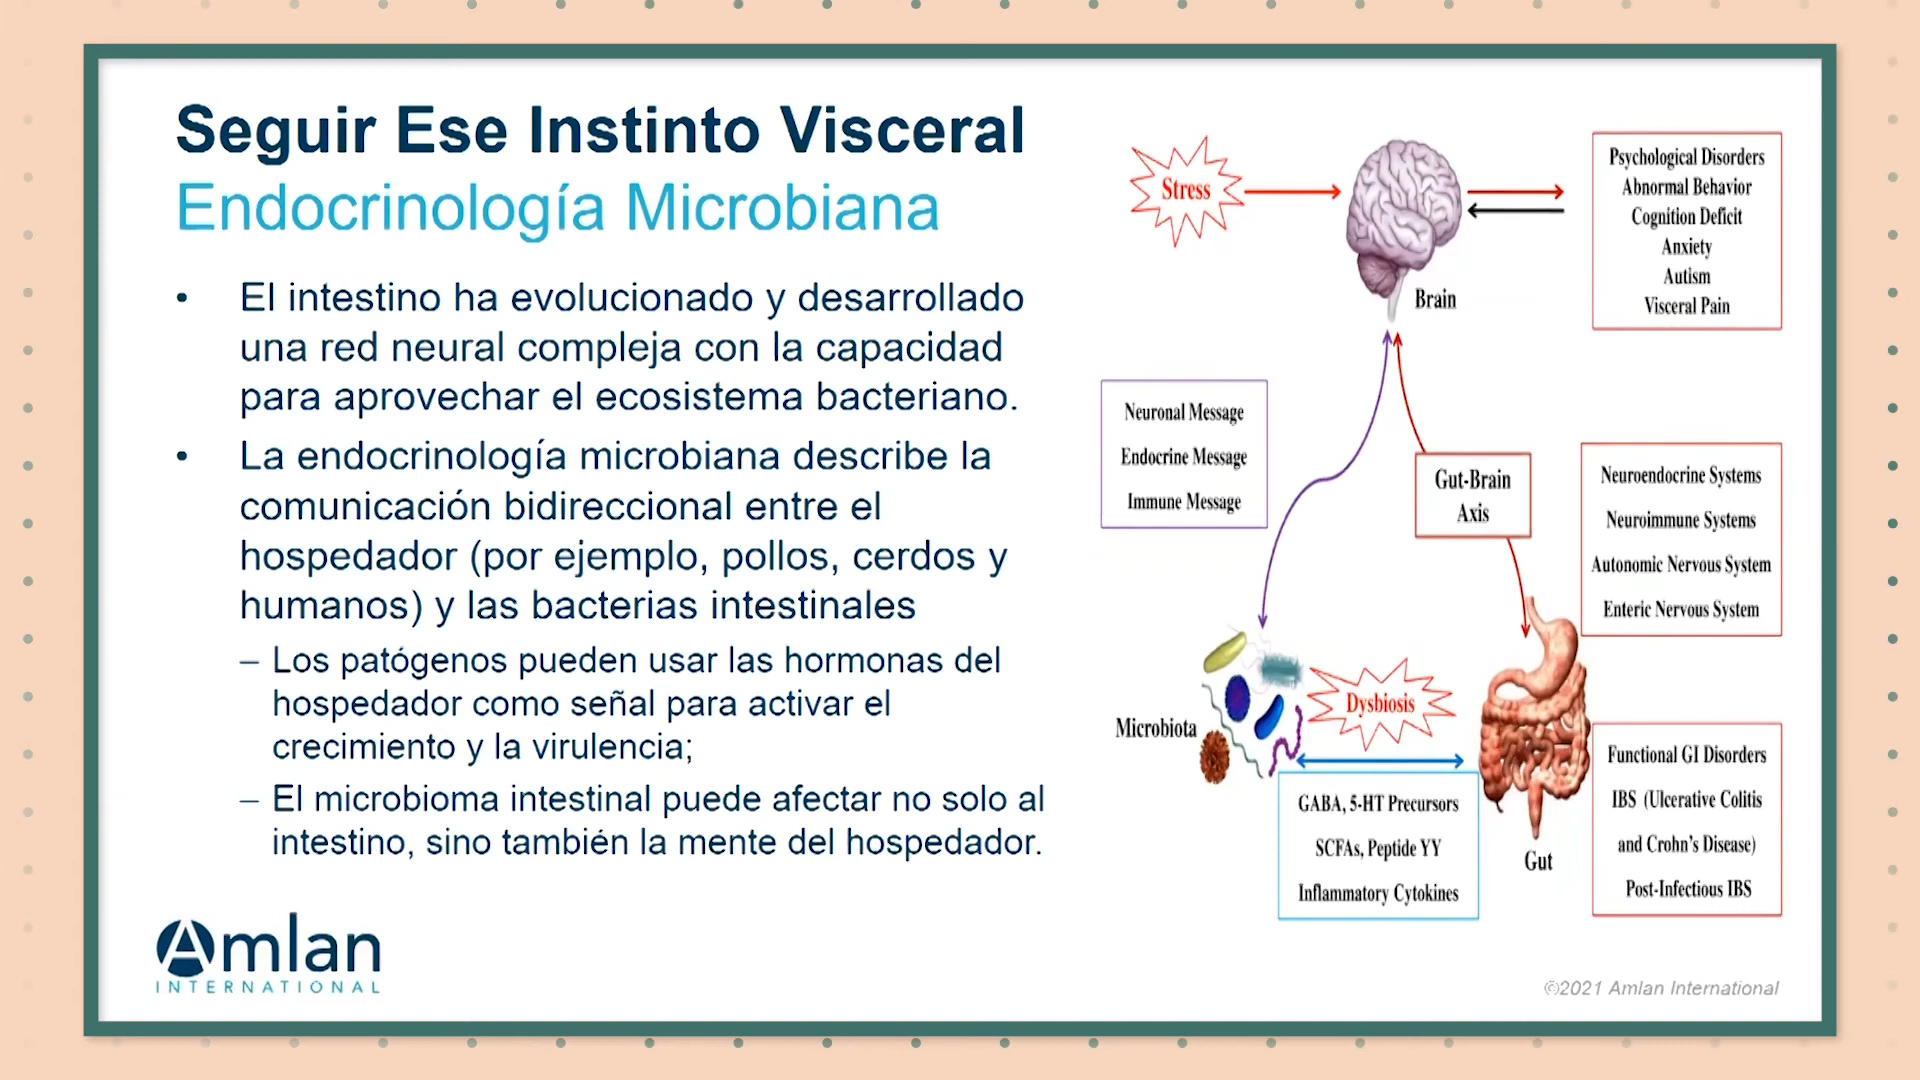 Seguir Ese Instinto Visceral
Endocrinología Microbiana
• El intestino ha evolucionado y desarrollado
una red neural compleja con la capacidad
para aprovechar el ecosistema bacteriano.
• La endocrinología microbiana describe la
comunicación bidireccional entre el
hospedador (por ejemplo, pollos, cerdos y
humanos) y las bacterias intestinales
– Los patógenos pueden usar las hormonas del
hospedador como señal para activar el
crecimiento y la virulencia;
– El microbioma intestinal puede afectar no solo al
intestino, sino también la mente del hospedador.
Stress
Brain
Psychological Disorders
Abnormal Behavior
Cognition Deficit
Anxiety
Autism
Visceral Pain
Neuronal Message
Endocrine Message
Immune Message
Gut-Brain
Axis
Neuroendocrine Systems
Neuroimmune Systems
Autonomic Nervous System
Enteric Nervous System
Microbiota
Dysbiosis
GABA, 5-HT Precursors
SCFAs, Peptide YY
Inflammatory Cytokines
Gut
Functional GI Disorders
IBS (Ulcerative Colitis
and Crohn's Disease)
Post-Infectious IBS
Amlan
INTERNATIONAL
©2021 Amlan International